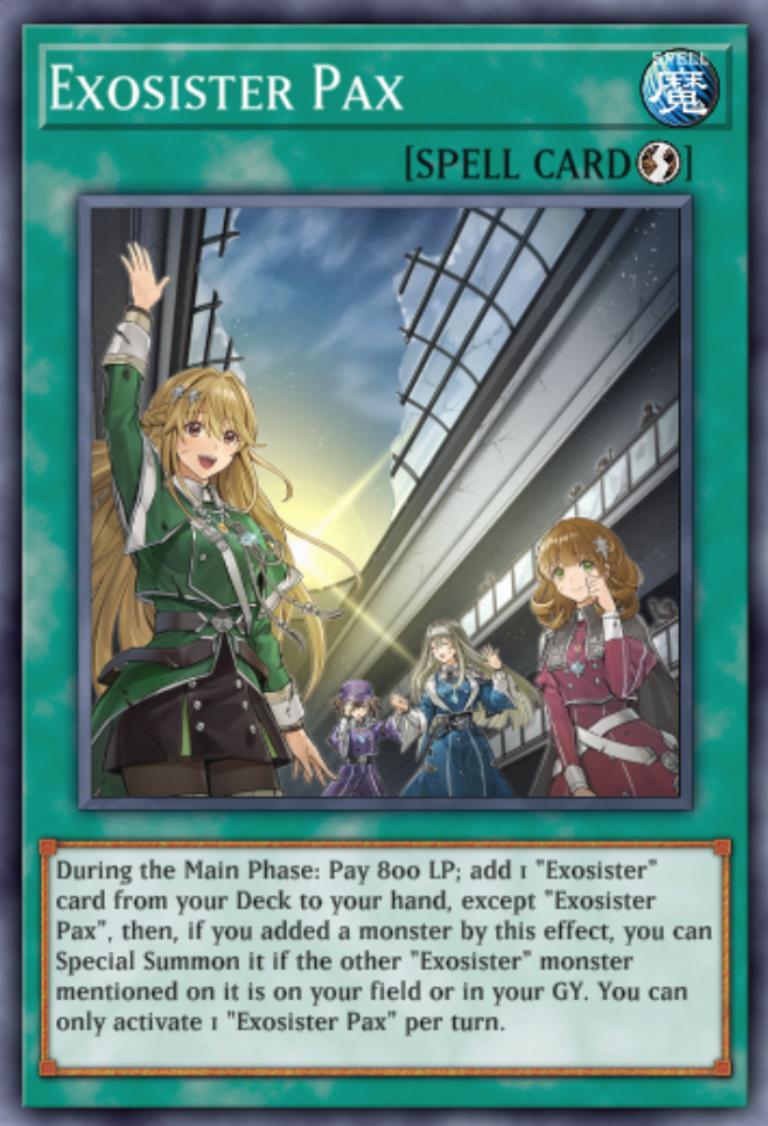 Exosister Pax
SPELL
魔
[SPELL CARD]
During the Main Phase: Pay 800 LP; add 1 "Exosister"
card from your Deck to your hand, except "Exosister
Pax", then, if you added a monster by this effect, you can
Special Summon it if the other "Exosister" monster
mentioned on it is on your field or in your GY. You can
only activate 1 "Exosister Pax" per turn.